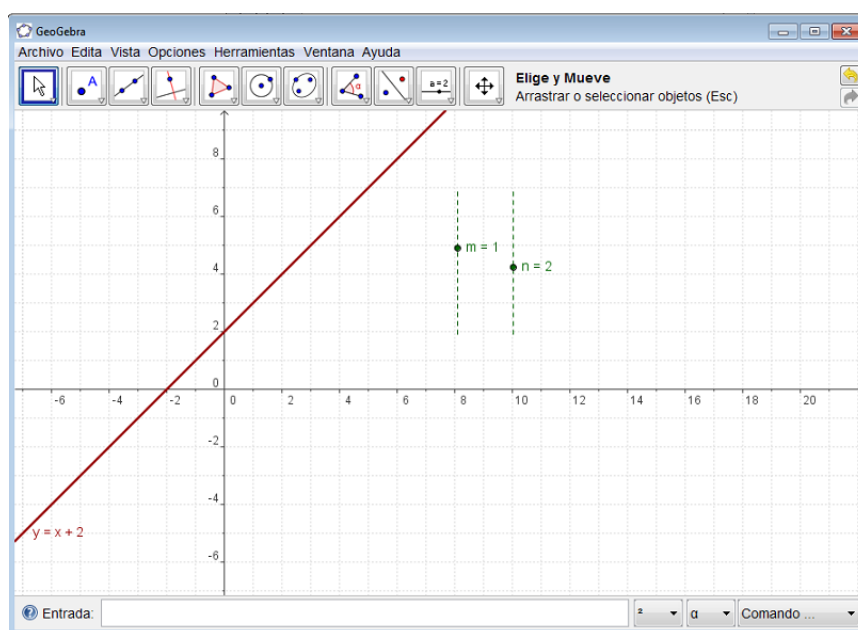 GeoGebra
Archivo Edita Vista Opciones Herramientas Ventana Ayuda
A
α
a=2
Elige y Mueve
Arrastrar o seleccionar objetos (Esc)
8
6
m = 1
4
n = 2
2
0
-6 -4 -2 0 2 4 6 8 10 12 14 16 18 20
-2
-4
y = x + 2
-6
Entrada: ² α Comando ...